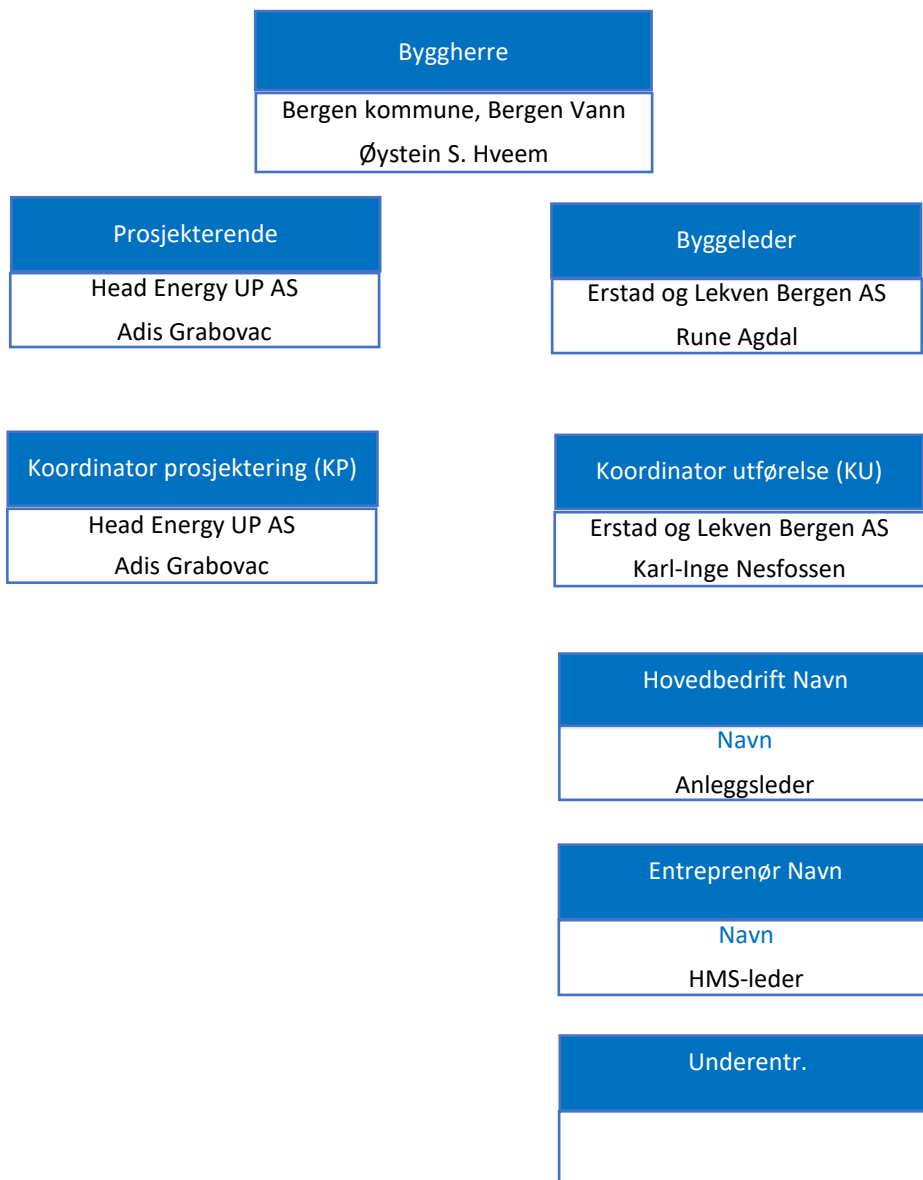 Byggherre
Bergen kommune, Bergen Vann
Øystein S. Hveem
Prosjekterende
Head Energy UP AS
Adis Grabovac
Byggeleder
Erstad og Lekven Bergen AS
Rune Agdal
Koordinator prosjektering (KP)
Head Energy UP AS
Adis Grabovac
Koordinator utførelse (KU)
Erstad og Lekven Bergen AS
Karl-Inge Nesfossen
Hovedbedrift Navn
Navn
Anleggsleder
Entreprenør Navn
Navn
HMS-leder
Underentr.